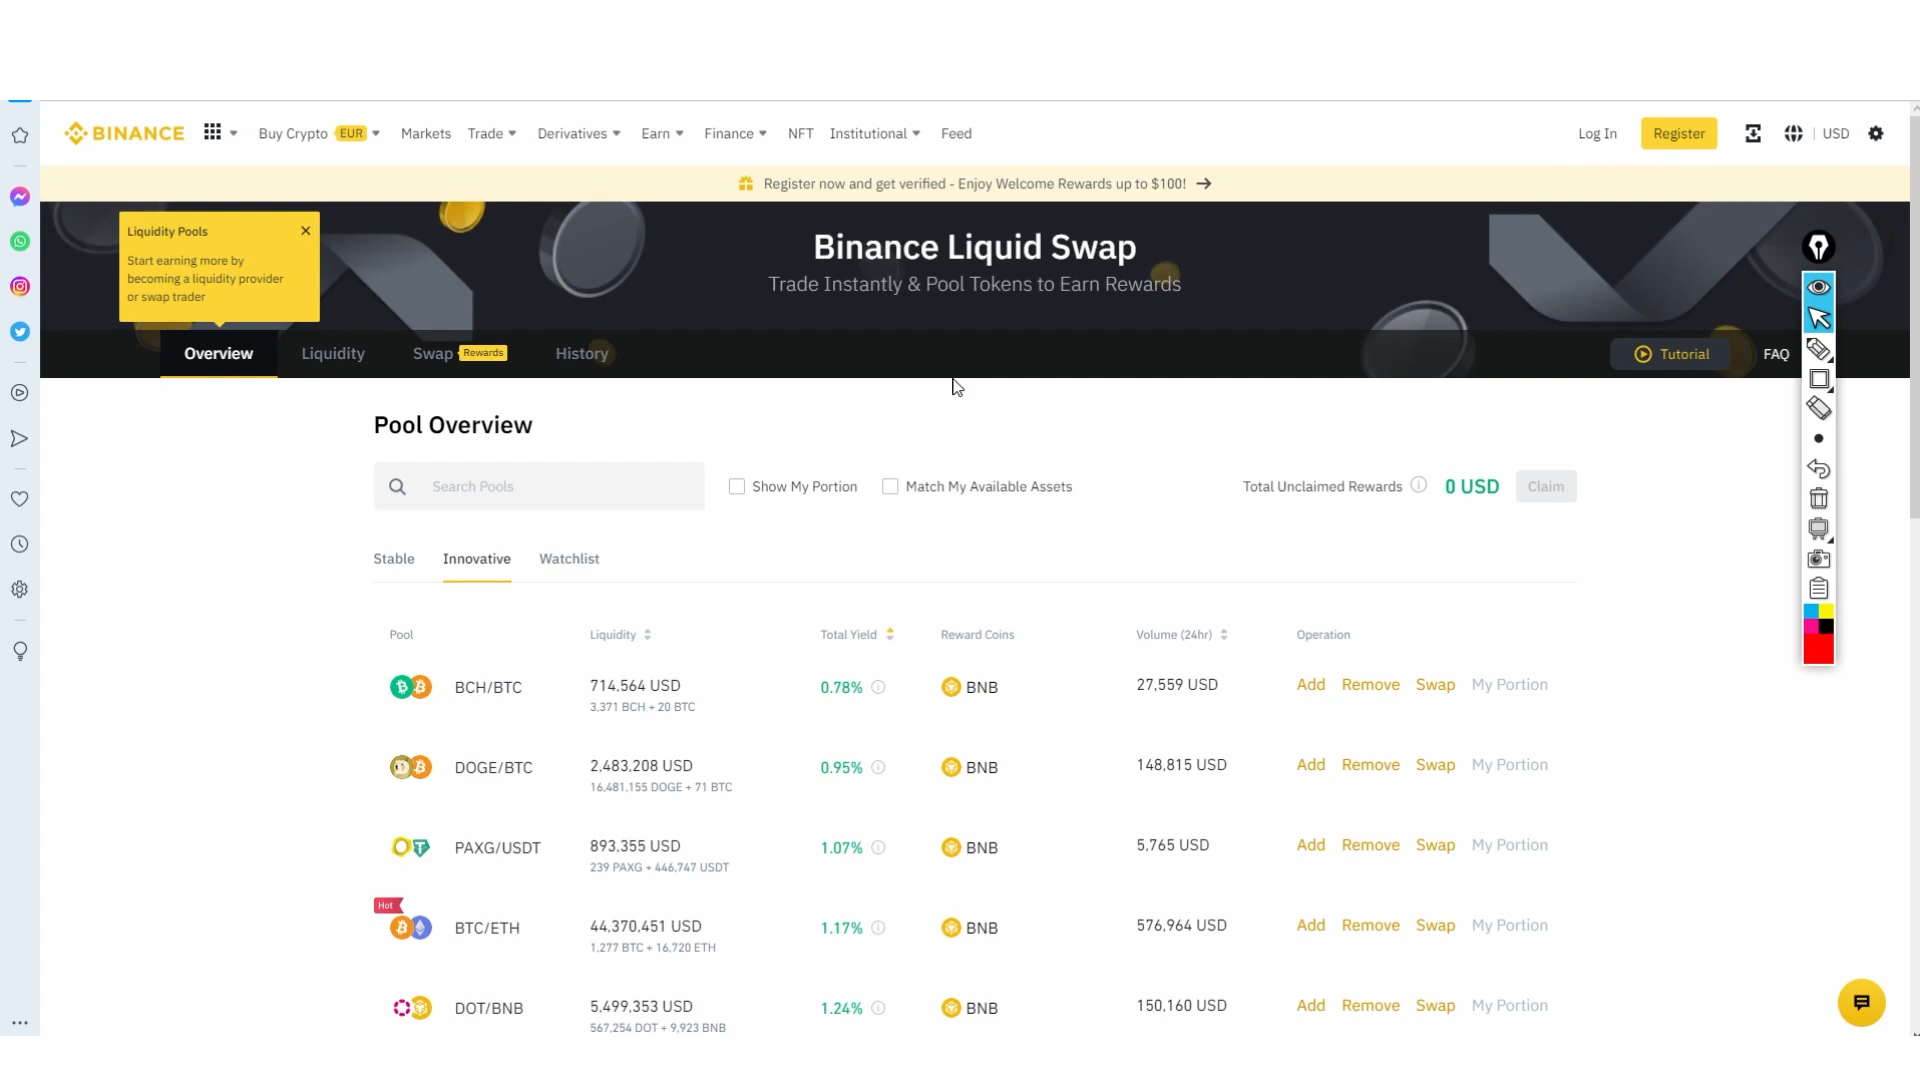 BINANCE Buy Crypto EUR Markets Trade Derivatives Earn Finance NFT Institutional Feed Log In Register USD
Register now and get verified - Enjoy Welcome Rewards up to $100!
Liquidity Pools
Start earning more by
becoming a liquidity provider
or swap trader
Binance Liquid Swap
Trade Instantly & Pool Tokens to Earn Rewards
Overview Liquidity Swap Rewards History Tutorial FAQ
Pool Overview
Search Pools Show My Portion Match My Available Assets Total Unclaimed Rewards 0 USD Claim
Stable Innovative Watchlist
Pool Liquidity Total Yield Reward Coins Volume (24hr) Operation
BCH/BTC 714,564 USD 0.78% BNB 27,559 USD Add Remove Swap My Portion
3,371 BCH + 20 BTC
DOGE/BTC 2,483,208 USD 0.95% BNB 148,815 USD Add Remove Swap My Portion
16,481,155 DOGE + 71 BTC
PAXG/USDT 893,355 USD 1.07% BNB 5,765 USD Add Remove Swap My Portion
239 PAXG + 446,747 USDT
Hot
BTC/ETH 44,370,451 USD 1.17% BNB 576,964 USD Add Remove Swap My Portion
1,277 BTC + 16,720 ETH
DOT/BNB 5,499,353 USD 1.24% BNB 150,160 USD Add Remove Swap My Portion
567,254 DOT + 9,923 BNB